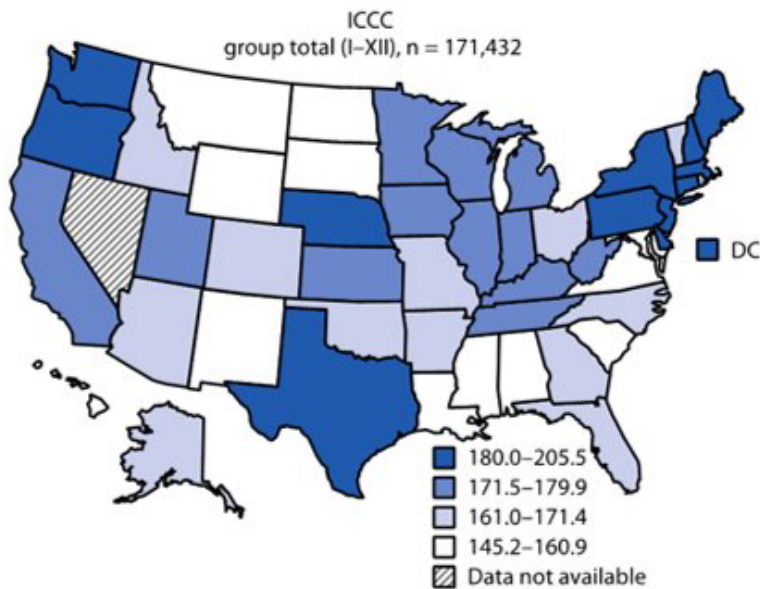 ICCC
group total (I–XII), n = 171,432
DC
180.0–205.5
171.5–179.9
161.0–171.4
145.2–160.9
Data not available